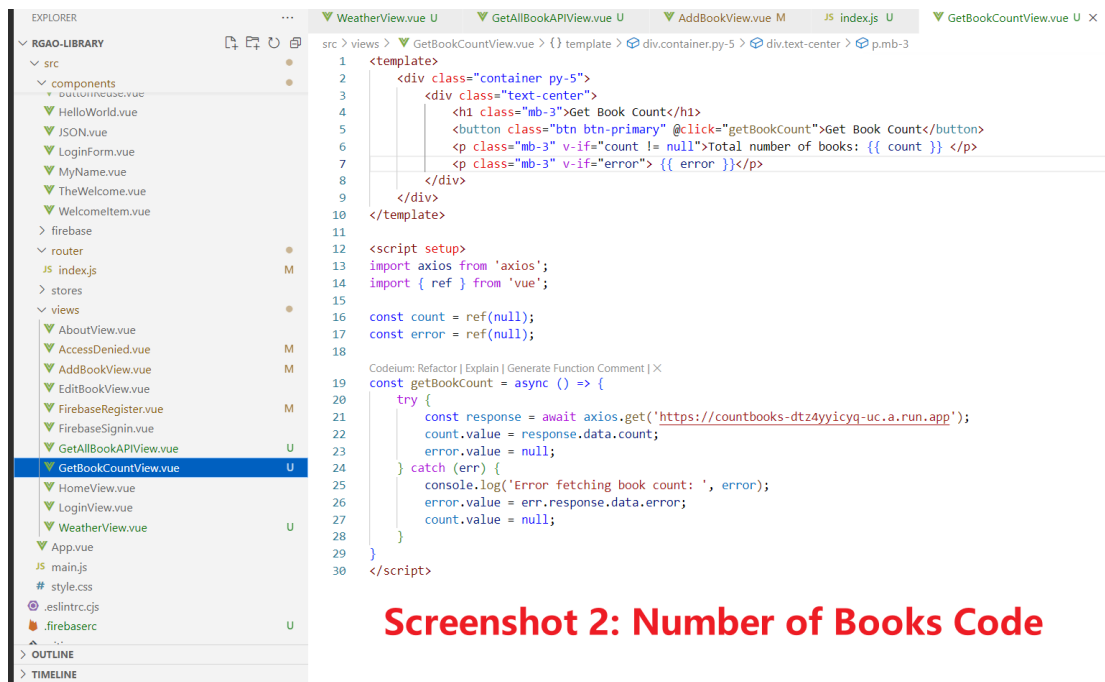 EXPLORER ...
RGAO-LIBRARY
src
components
ButtonReuse.vue
HelloWorld.vue
JSON.vue
LoginForm.vue
MyName.vue
TheWelcome.vue
WelcomeItem.vue
firebase
router
JS index.js M
stores
views
AboutView.vue
AccessDenied.vue M
AddBookView.vue M
EditBookView.vue
FirebaseRegister.vue M
FirebaseSignin.vue
GetAllBookAPIView.vue U
GetBookCountView.vue U
HomeView.vue
LoginView.vue
WeatherView.vue U
App.vue
JS main.js
# style.css
.eslintrc.cjs
.firebaserc U
OUTLINE
TIMELINE
WeatherView.vue U GetAllBookAPIView.vue U AddBookView.vue M JS index.js U GetBookCountView.vue U
src > views > GetBookCountView.vue > {} template > div.container.py-5 > div.text-center > p.mb-3
1 <template>
2 <div class="container py-5">
3 <div class="text-center">
4 <h1 class="mb-3">Get Book Count</h1>
5 <button class="btn btn-primary" @click="getBookCount">Get Book Count</button>
6 <p class="mb-3" v-if="count != null">Total number of books: {{ count }} </p>
7 <p class="mb-3" v-if="error"> {{ error }}</p>
8 </div>
9 </div>
10 </template>
11
12 <script setup>
13 import axios from 'axios';
14 import { ref } from 'vue';
15
16 const count = ref(null);
17 const error = ref(null);
18
Codeium: Refactor | Explain | Generate Function Comment | X
19 const getBookCount = async () => {
20 try {
21 const response = await axios.get('https://countbooks-dtz4yyicyq-uc.a.run.app');
22 count.value = response.data.count;
23 error.value = null;
24 } catch (err) {
25 console.log('Error fetching book count: ', error);
26 error.value = err.response.data.error;
27 count.value = null;
28 }
29 }
30 </script>
Screenshot 2: Number of Books Code